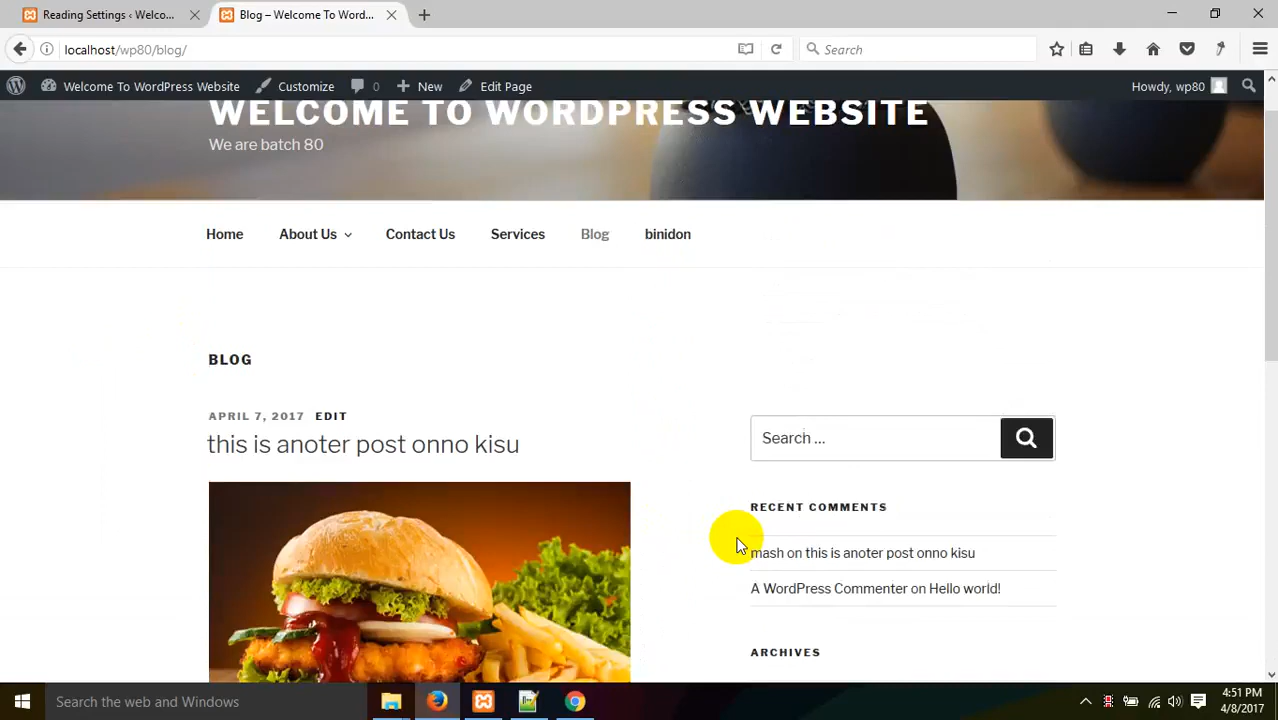 Reading Settings ‹ Welco...
Blog – Welcome To Word...
localhost/wp80/blog/
Search
Welcome To WordPress Website
Customize
0
New
Edit Page
Howdy, wp80
WELCOME TO WORDPRESS WEBSITE
We are batch 80
Home
About Us
Contact Us
Services
Blog
binidon
BLOG
APRIL 7, 2017 EDIT
this is anoter post onno kisu
Search ...
RECENT COMMENTS
mash on this is anoter post onno kisu
A WordPress Commenter on Hello world!
ARCHIVES
Search the web and Windows
4:51 PM
4/8/2017